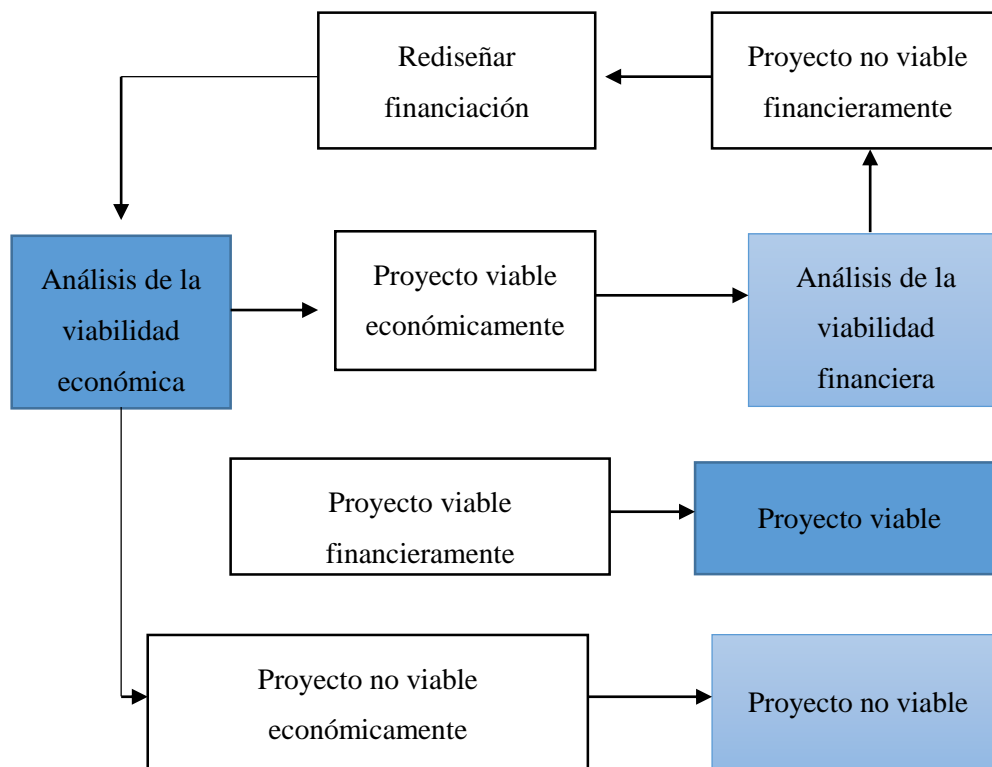 Rediseñar
financiación
Proyecto no viable
financieramente
Análisis de la
viabilidad
económica
Proyecto viable
económicamente
Análisis de la
viabilidad
financiera
Proyecto viable
financieramente
Proyecto viable
Proyecto no viable
económicamente
Proyecto no viable